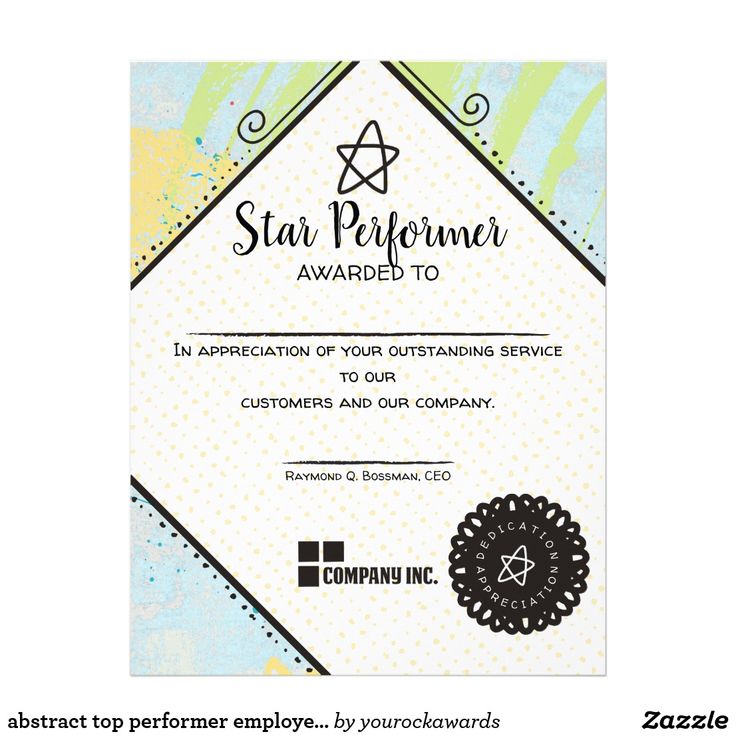 Star Performer
AWARDED TO
IN APPRECIATION OF YOUR OUTSTANDING SERVICE
TO OUR
CUSTOMERS AND OUR COMPANY.
RAYMOND Q. BOSSMAN, CEO
COMPANY INC.
DEDICATION
APPRECIATION
abstract top performer employe... by yourockawards
Zazzle